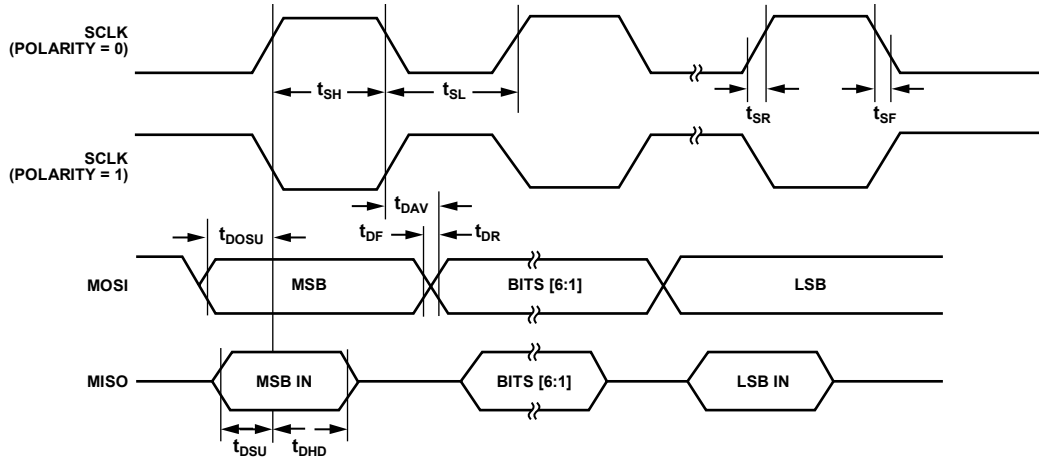 SCLK
(POLARITY = 0)
tSH
tSL
tSR
tSF
SCLK
(POLARITY = 1)
tDAV
tDOSU
tDF
tDR
MOSI
MSB
BITS [6:1]
LSB
MISO
MSB IN
BITS [6:1]
LSB IN
tDSU
tDHD